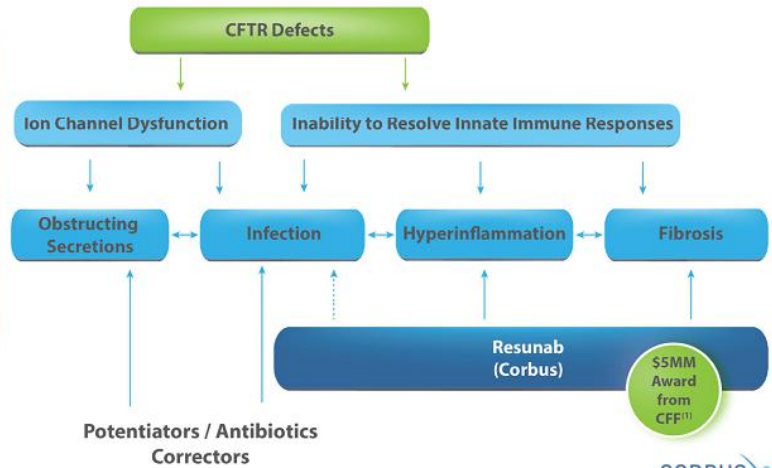 CFTR Defects
Ion Channel Dysfunction
Inability to Resolve Innate Immune Responses
Obstructing
Secretions
Infection
Hyperinflammation
Fibrosis
Resunab
(Corbus)
$5MM
Award
from
CFF(1)
Potentiators / Antibiotics
Correctors